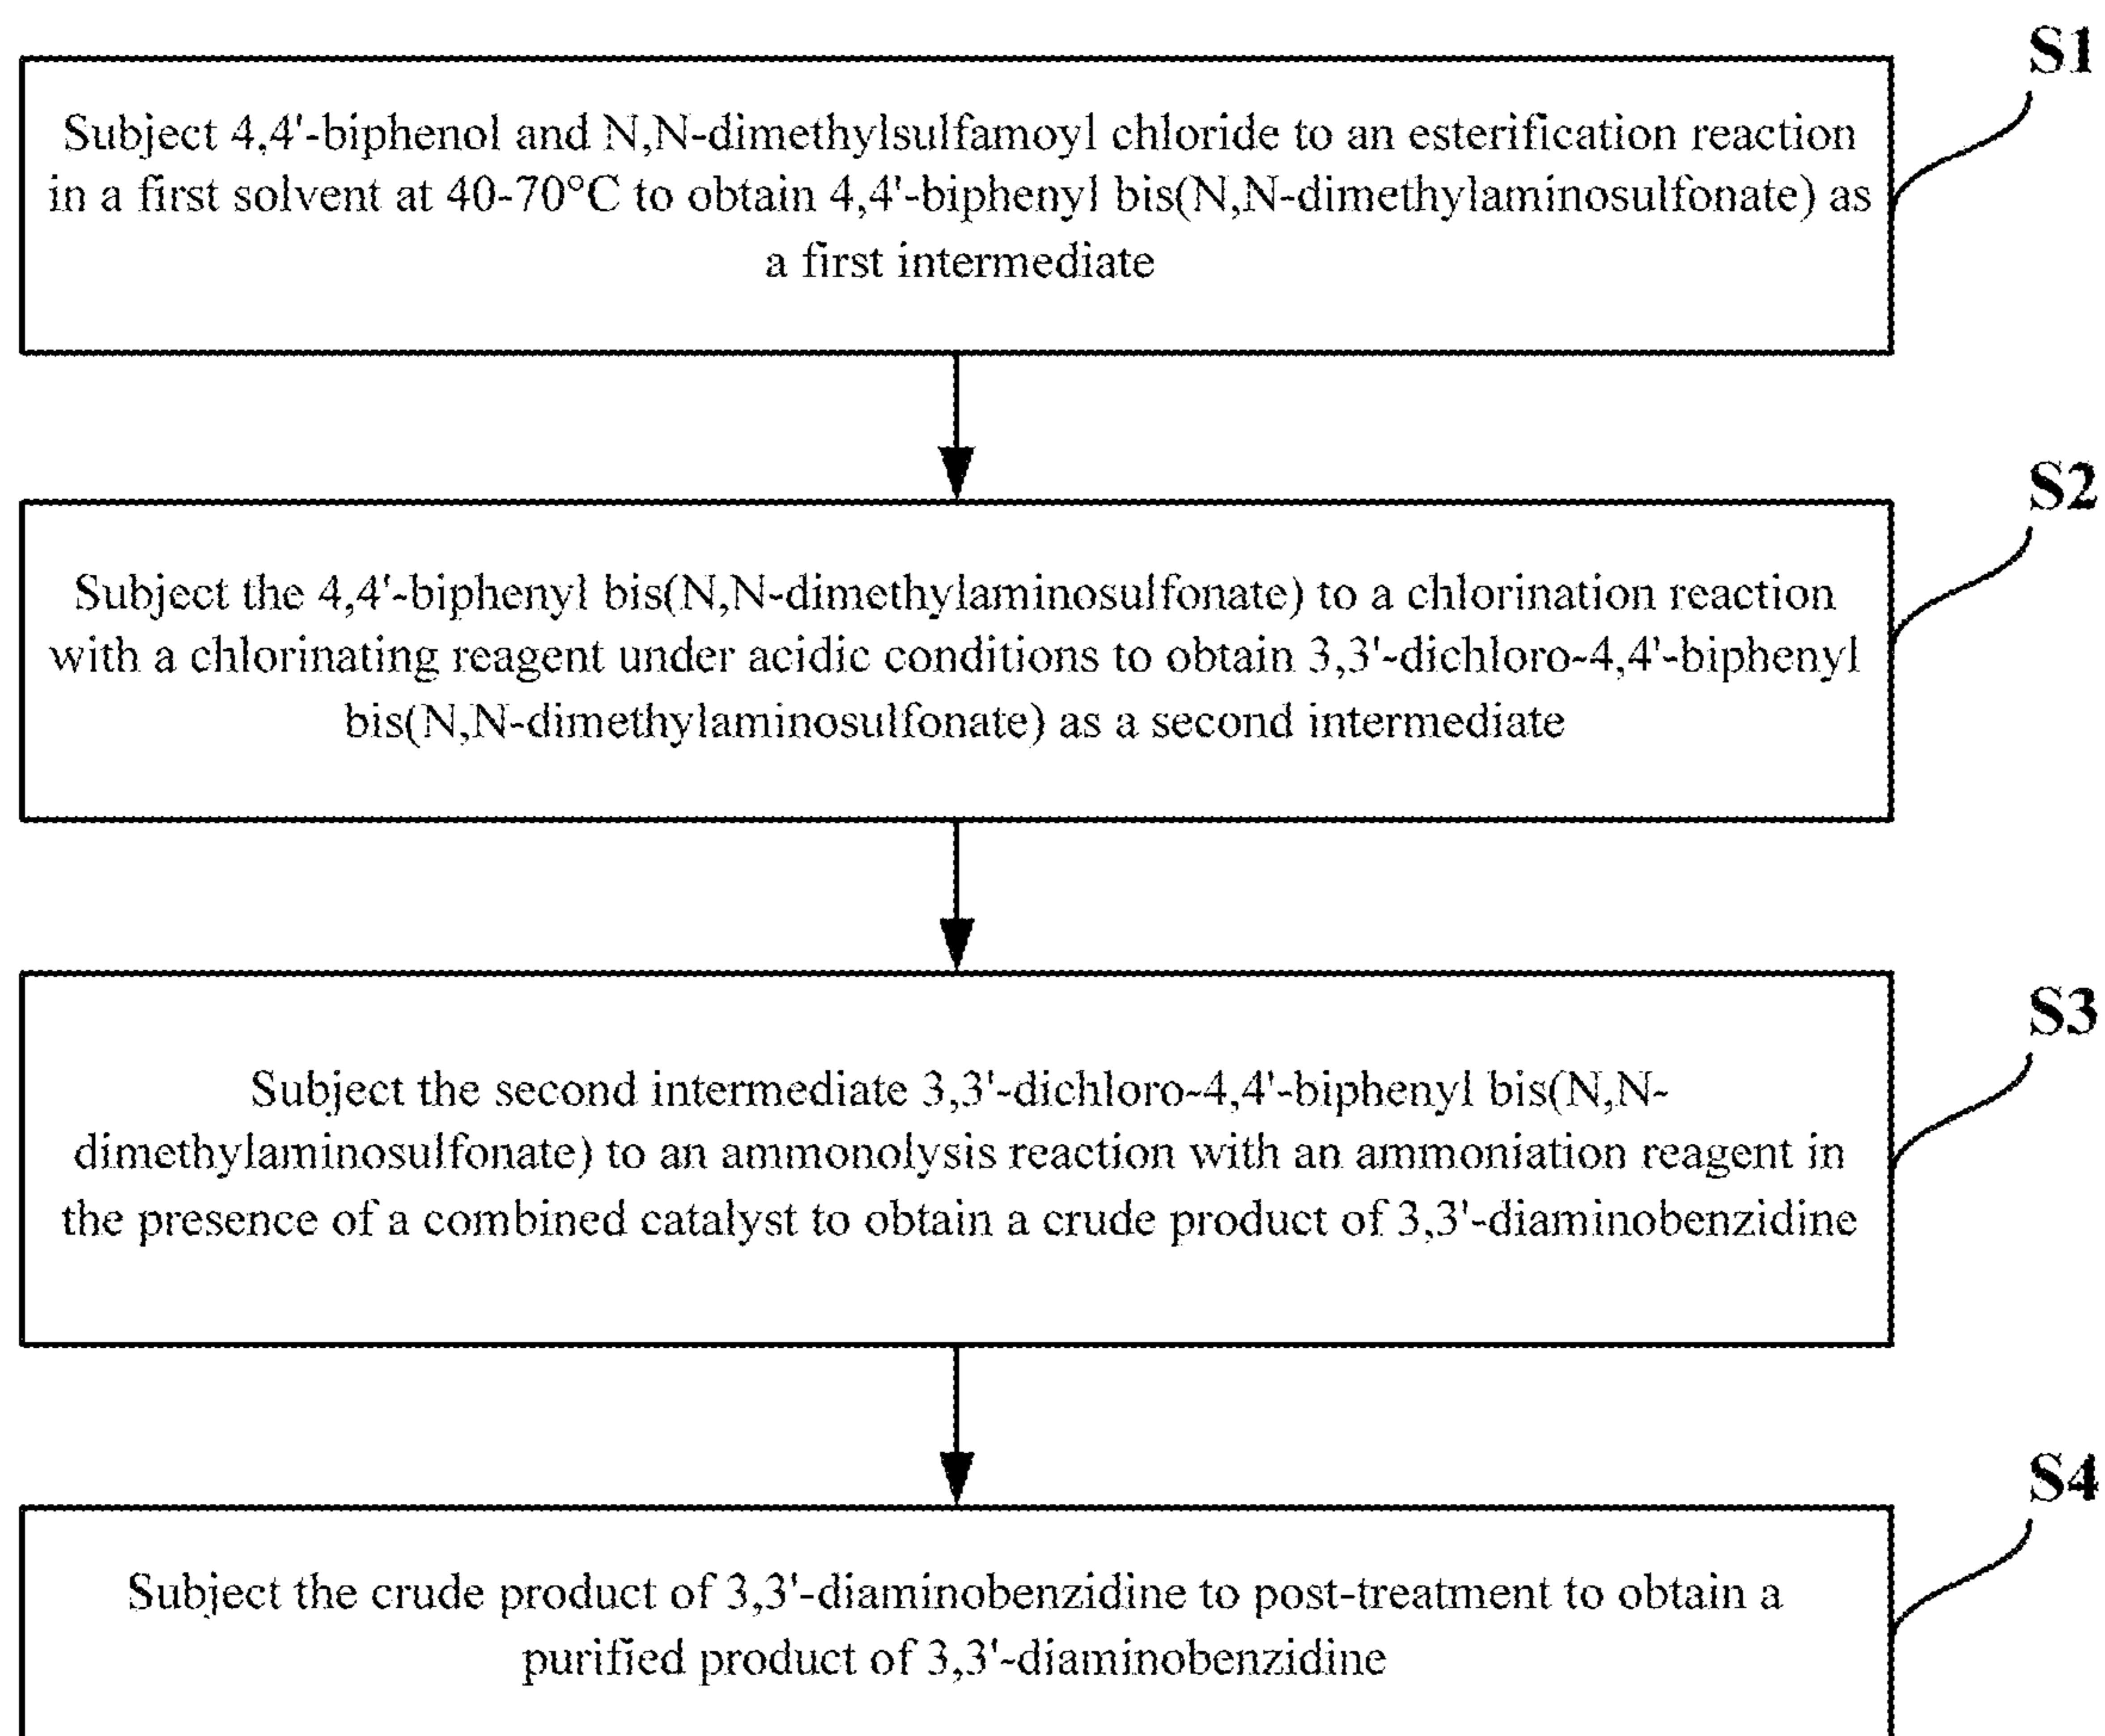 S1
Subject 4,4'-biphenol and N,N-dimethylsulfamoyl chloride to an esterification reaction
in a first solvent at 40-70°C to obtain 4,4'-biphenyl bis(N,N-dimethylaminosulfonate) as
a first intermediate
S2
Subject the 4,4'-biphenyl bis(N,N-dimethylaminosulfonate) to a chlorination reaction
with a chlorinating reagent under acidic conditions to obtain 3,3'-dichloro-4,4'-biphenyl
bis(N,N-dimethylaminosulfonate) as a second intermediate
S3
Subject the second intermediate 3,3'-dichloro-4,4'-biphenyl bis(N,N-
dimethylaminosulfonate) to an ammonolysis reaction with an ammoniation reagent in
the presence of a combined catalyst to obtain a crude product of 3,3'-diaminobenzidine
S4
Subject the crude product of 3,3'-diaminobenzidine to post-treatment to obtain a
purified product of 3,3'-diaminobenzidine